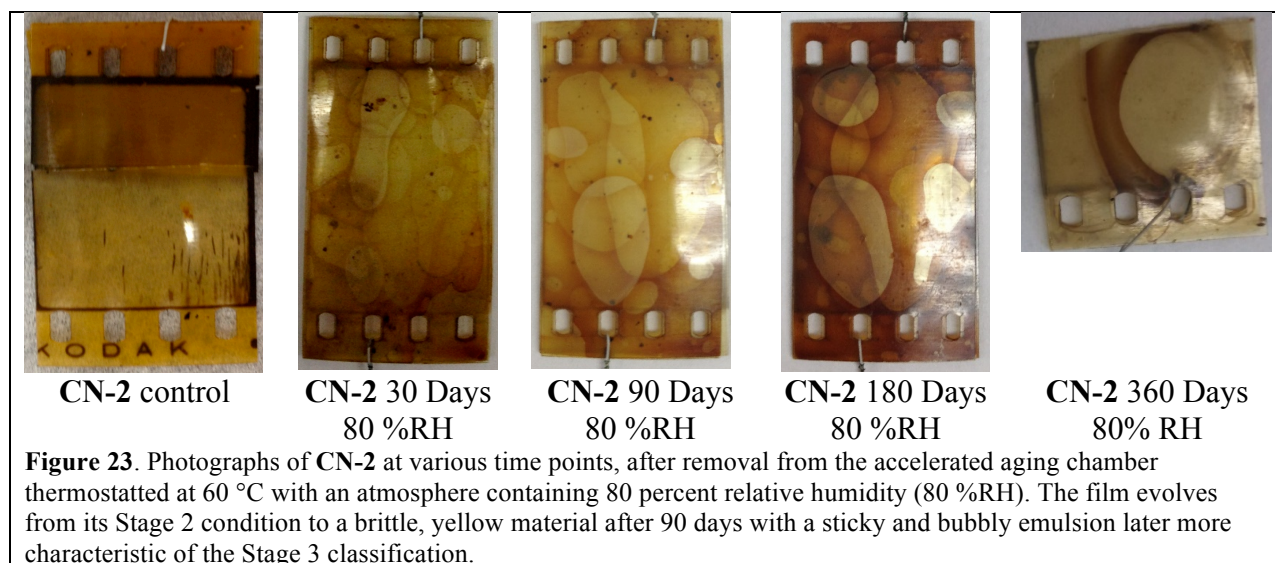 KODAK
CN-2 control
CN-2 30 Days
80 %RH
CN-2 90 Days
80 %RH
CN-2 180 Days
80 %RH
CN-2 360 Days
80% RH
Figure 23. Photographs of CN-2 at various time points, after removal from the accelerated aging chamber
thermostatted at 60 °C with an atmosphere containing 80 percent relative humidity (80 %RH). The film evolves
from its Stage 2 condition to a brittle, yellow material after 90 days with a sticky and bubbly emulsion later more
characteristic of the Stage 3 classification.